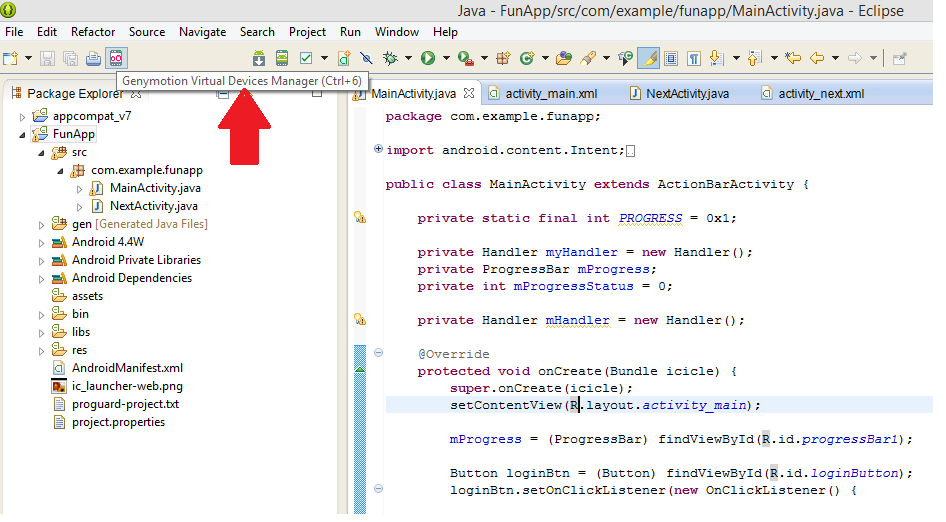 Java - FunApp/src/com/example/funapp/MainActivity.java - Eclipse
File Edit Refactor Source Navigate Search Project Run Window Help
Genymotion Virtual Devices Manager (Ctrl+6)
Package Explorer
MainActivity.java activity_main.xml NextActivity.java activity_next.xml
appcompat_v7
FunApp
src
com.example.funapp
MainActivity.java
NextActivity.java
gen [Generated Java Files]
Android 4.4W
Android Private Libraries
Android Dependencies
assets
bin
libs
res
AndroidManifest.xml
ic_launcher-web.png
proguard-project.txt
project.properties
package com.example.funapp;
import android.content.Intent;
public class MainActivity extends ActionBarActivity {
private static final int PROGRESS = 0x1;
private Handler myHandler = new Handler();
private ProgressBar mProgress;
private int mProgressStatus = 0;
private Handler mHandler = new Handler();
@Override
protected void onCreate(Bundle icicle) {
super.onCreate(icicle);
setContentView(R.layout.activity_main);
mProgress = (ProgressBar) findViewById(R.id.progressBar1);
Button loginBtn = (Button) findViewById(R.id.loginButton);
loginBtn.setOnClickListener(new OnClickListener() {